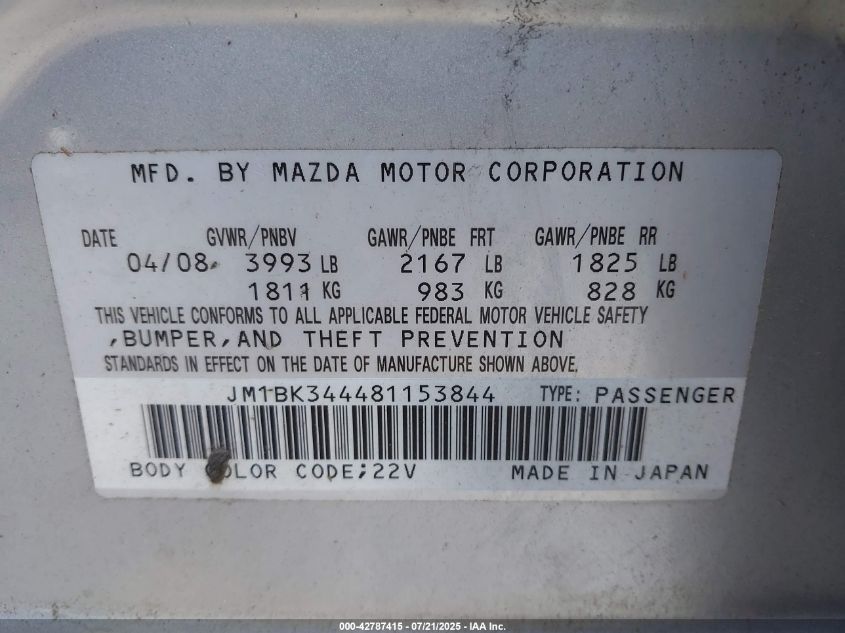 MFD. BY MAZDA MOTOR CORPORATION
DATE GVWR/PNBV GAWR/PNBE FRT GAWR/PNBE RR
04/08 3993 LB 2167 LB 1825 LB
1811 KG 983 KG 828 KG
THIS VEHICLE CONFORMS TO ALL APPLICABLE FEDERAL MOTOR VEHICLE SAFETY
,BUMPER,AND THEFT PREVENTION
STANDARDS IN EFFECT ON THE DATE OF MANUFACTURE SHOWN ABOVE.
JM1BK344481153844 TYPE: PASSENGER
BODY COLOR CODE;22V MADE IN JAPAN
000-42787415 - 07/21/2025 - IAA Inc.